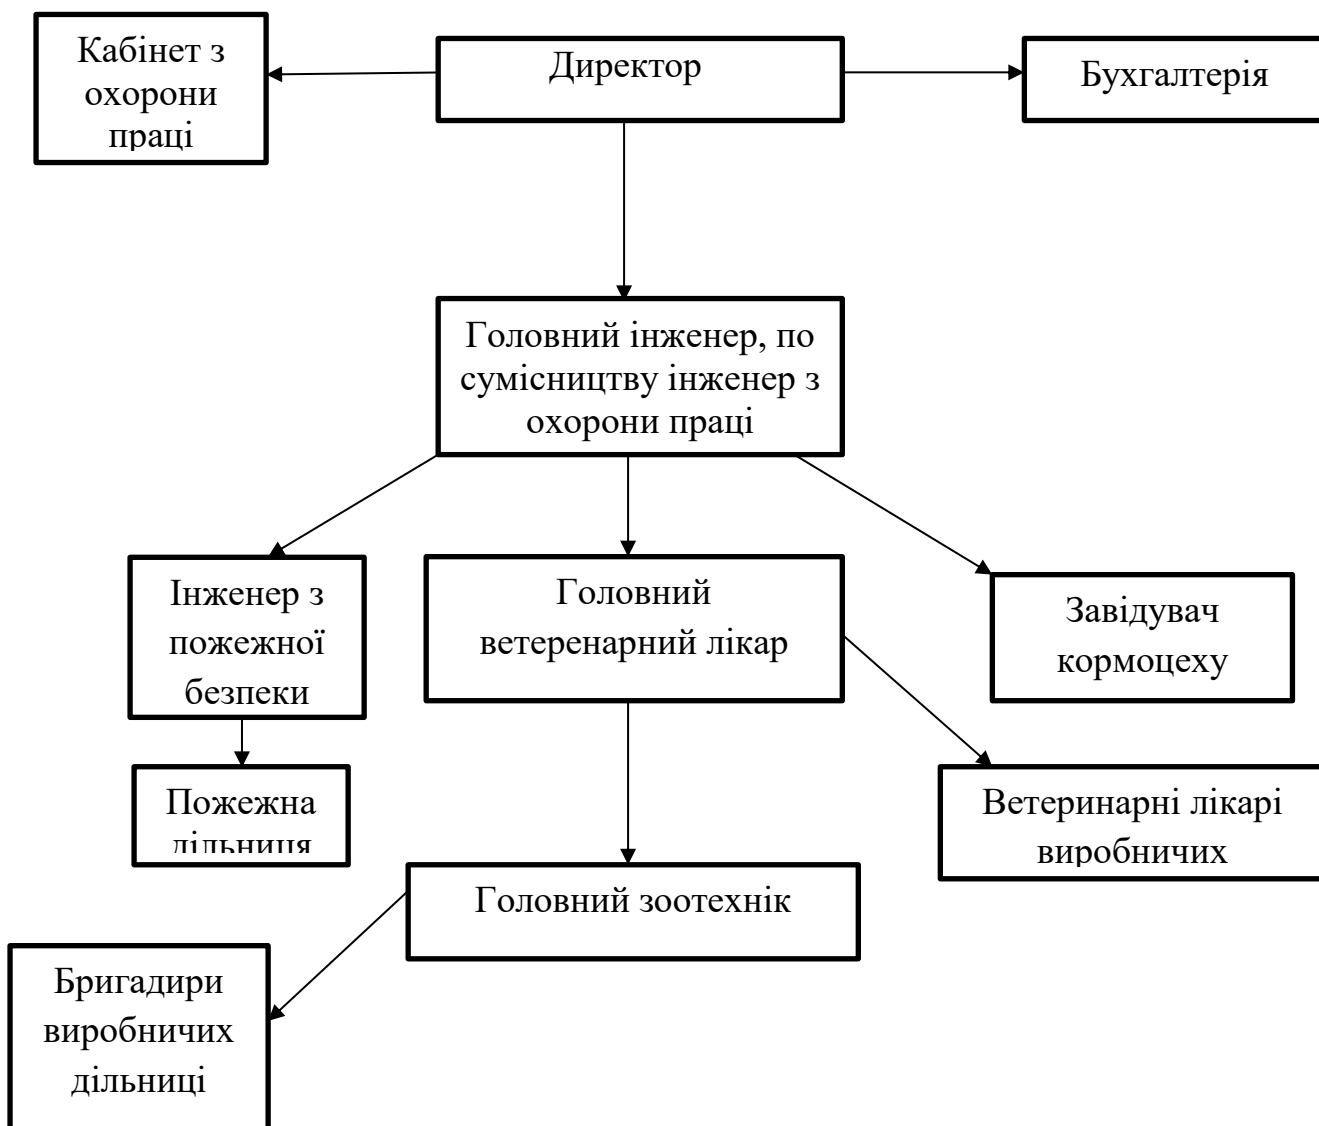 Кабінет з
охорони
праці
Директор
Бухгалтерія
Головний інженер, по
сумісництву інженер з
охорони праці
Інженер з
пожежної
безпеки
Головний
ветеренарний лікар
Завідувач
кормоцеху
Пожежна
дільниця
Ветеринарні лікарі
виробничих
Головний зоотехнік
Бригадири
виробничих
дільниці